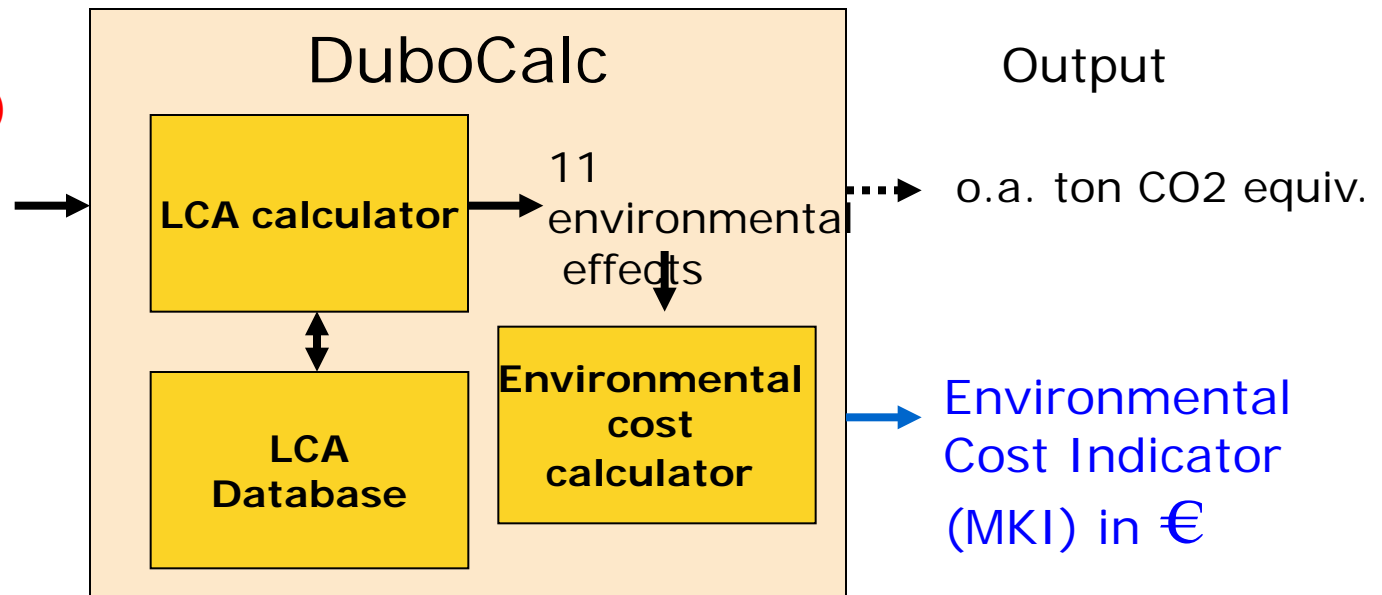 DuboCalc
Output
LCA calculator
11
environmental
effects
o.a. ton CO2 equiv.
LCA
Database
Environmental
cost
calculator
Environmental
Cost Indicator
(MKI) in €